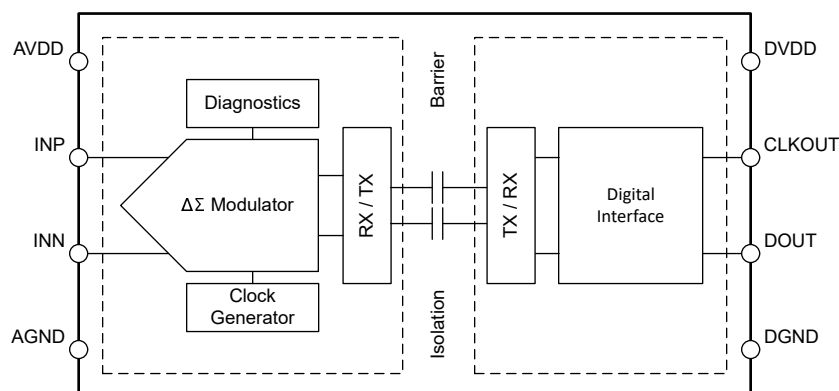 AVDD
DVDD
Barrier
Diagnostics
INP
CLKOUT
ΔΣ Modulator
RX / TX
TX / RX
Digital
Interface
INN
DOUT
Clock
Generator
Isolation
AGND
DGND